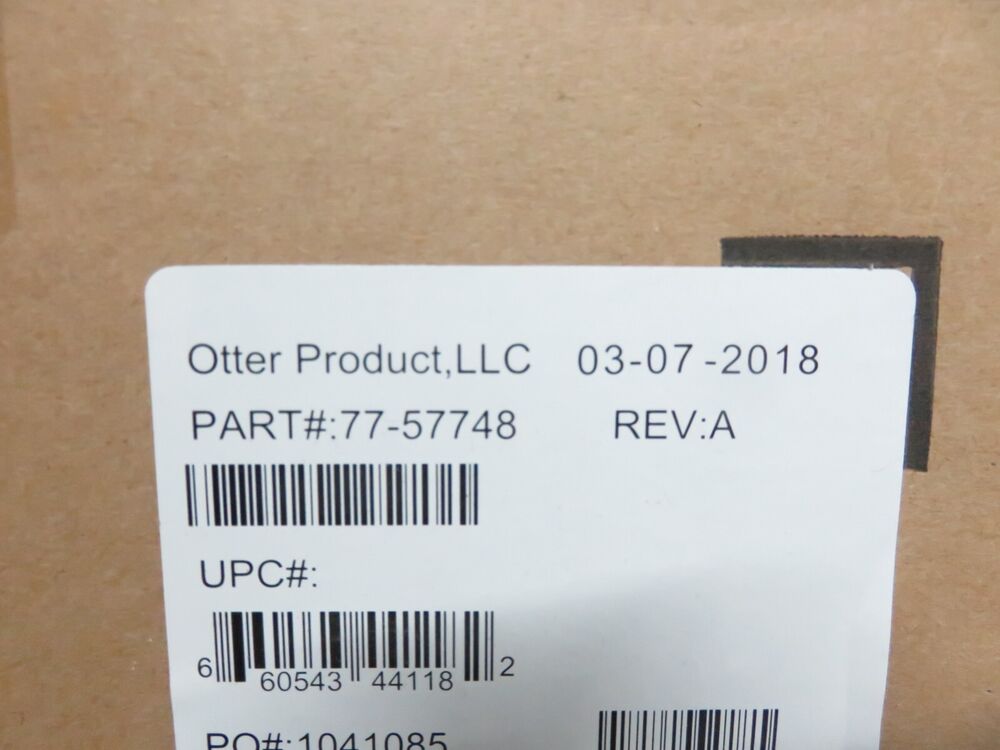 Otter Product,LLC 03-07-2018
PART#:77-57748 REV:A
UPC#:
6 60543 44118 2
PO#:1041085